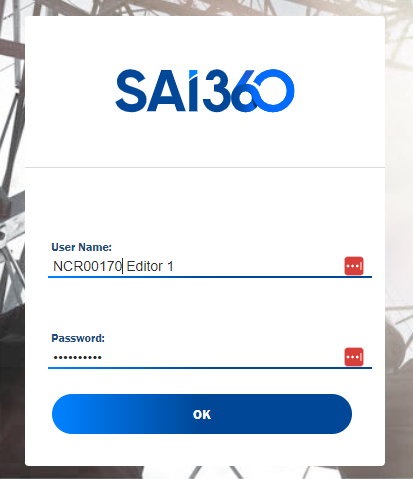 SAI360
User Name:
NCR00170 Editor 1
Password:
••••••••••
OK